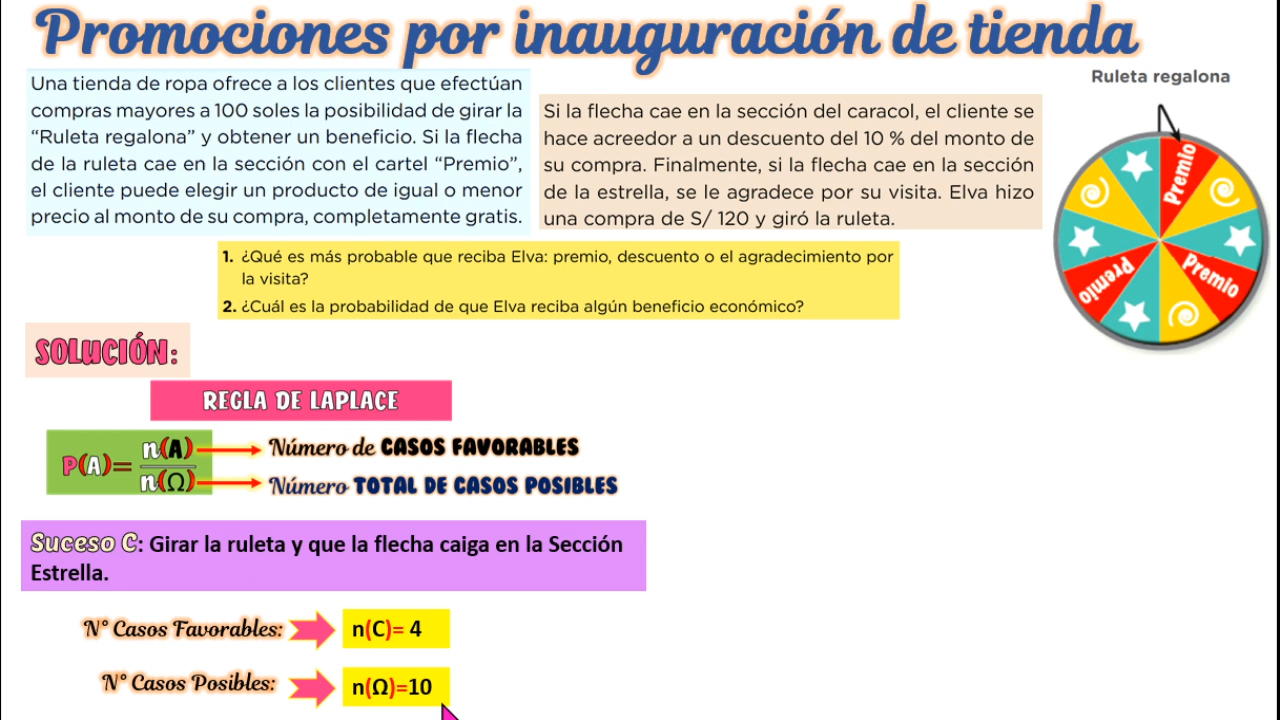 Promociones por inauguración de tienda
Una tienda de ropa ofrece a los clientes que efectúan
compras mayores a 100 soles la posibilidad de girar la
“Ruleta regalona” y obtener un beneficio. Si la flecha
de la ruleta cae en la sección con el cartel “Premio”,
el cliente puede elegir un producto de igual o menor
precio al monto de su compra, completamente gratis.
Si la flecha cae en la sección del caracol, el cliente se
hace acreedor a un descuento del 10 % del monto de
su compra. Finalmente, si la flecha cae en la sección
de la estrella, se le agradece por su visita. Elva hizo
una compra de S/ 120 y giró la ruleta.
Ruleta regalona
Premio
Premio
Premio
1. ¿Qué es más probable que reciba Elva: premio, descuento o el agradecimiento por
la visita?
2. ¿Cuál es la probabilidad de que Elva reciba algún beneficio económico?
SOLUCIÓN:
REGLA DE LAPLACE
P(A)= n(A)
n(Ω)
Número de CASOS FAVORABLES
Número TOTAL DE CASOS POSIBLES
Suceso C: Girar la ruleta y que la flecha caiga en la Sección
Estrella.
N° Casos Favorables: n(C)= 4
N° Casos Posibles: n(Ω)=10